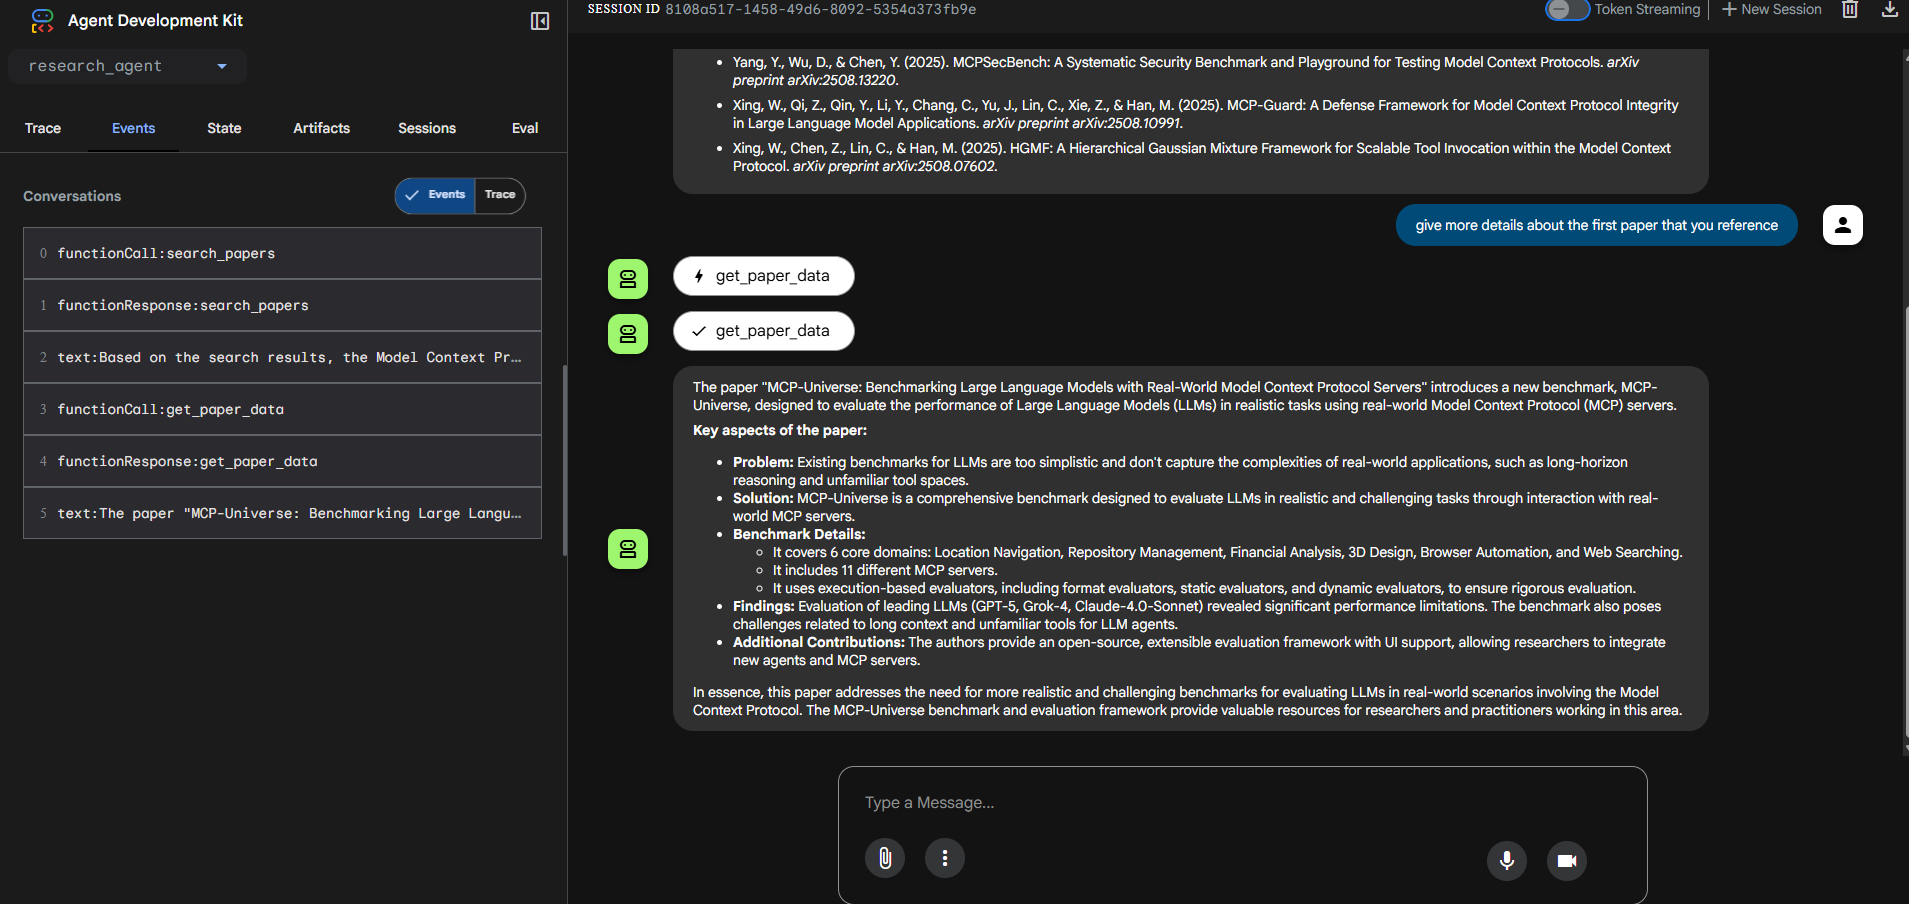 Agent Development Kit
research_agent
Trace Events State Artifacts Sessions Eval
Conversations
Events Trace
0 functionCall:search_papers
1 functionResponse:search_papers
2 text:Based on the search results, the Model Context Pr...
3 functionCall:get_paper_data
4 functionResponse:get_paper_data
5 text:The paper "MCP-Universe: Benchmarking Large Langu...
SESSION ID 8108a517-1458-49d6-8092-5354a373fb9e
Token Streaming
New Session
• Yang, Y., Wu, D., & Chen, Y. (2025). MCPSecBench: A Systematic Security Benchmark and Playground for Testing Model Context Protocols. arXiv
preprint arXiv:2508.13220.
• Xing, W., Qi, Z., Qin, Y., Li, Y., Chang, C., Yu, J., Lin, C., Xie, Z., & Han, M. (2025). MCP-Guard: A Defense Framework for Model Context Protocol Integrity
in Large Language Model Applications. arXiv preprint arXiv:2508.10991.
• Xing, W., Chen, Z., Lin, C., & Han, M. (2025). HGMF: A Hierarchical Gaussian Mixture Framework for Scalable Tool Invocation within the Model Context
Protocol. arXiv preprint arXiv:2508.07602.
give more details about the first paper that you reference
get_paper_data
get_paper_data
The paper "MCP-Universe: Benchmarking Large Language Models with Real-World Model Context Protocol Servers" introduces a new benchmark, MCP-
Universe, designed to evaluate the performance of Large Language Models (LLMs) in realistic tasks using real-world Model Context Protocol (MCP) servers.
Key aspects of the paper:
• Problem: Existing benchmarks for LLMs are too simplistic and don't capture the complexities of real-world applications, such as long-horizon
reasoning and unfamiliar tool spaces.
• Solution: MCP-Universe is a comprehensive benchmark designed to evaluate LLMs in realistic and challenging tasks through interaction with real-
world MCP servers.
• Benchmark Details:
◦ It covers 6 core domains: Location Navigation, Repository Management, Financial Analysis, 3D Design, Browser Automation, and Web Searching.
◦ It includes 11 different MCP servers.
◦ It uses execution-based evaluators, including format evaluators, static evaluators, and dynamic evaluators, to ensure rigorous evaluation.
• Findings: Evaluation of leading LLMs (GPT-5, Grok-4, Claude-4.0-Sonnet) revealed significant performance limitations. The benchmark also poses
challenges related to long context and unfamiliar tools for LLM agents.
• Additional Contributions: The authors provide an open-source, extensible evaluation framework with UI support, allowing researchers to integrate
new agents and MCP servers.
In essence, this paper addresses the need for more realistic and challenging benchmarks for evaluating LLMs in real-world scenarios involving the Model
Context Protocol. The MCP-Universe benchmark and evaluation framework provide valuable resources for researchers and practitioners working in this area.
Type a Message...